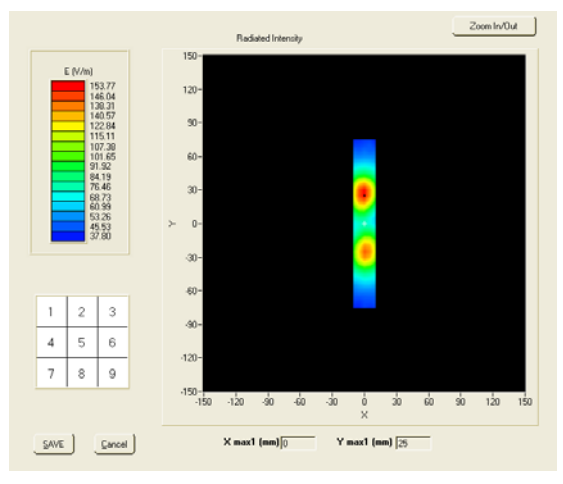 Zoom In/Out
Radiated Intensity
E (V/m)
153.77
146.04
138.31
140.57
122.84
115.11
107.38
101.65
91.92
84.19
76.46
68.73
60.99
53.26
45.53
37.80
150
120
90
60
30
0
-30
-60
-90
-120
-150
Y
-150 -120 -90 -60 -30 0 30 60 90 120 150
X
1 2 3
4 5 6
7 8 9
SAVE Cancel
X max1 (mm) 0 Y max1 (mm) 25